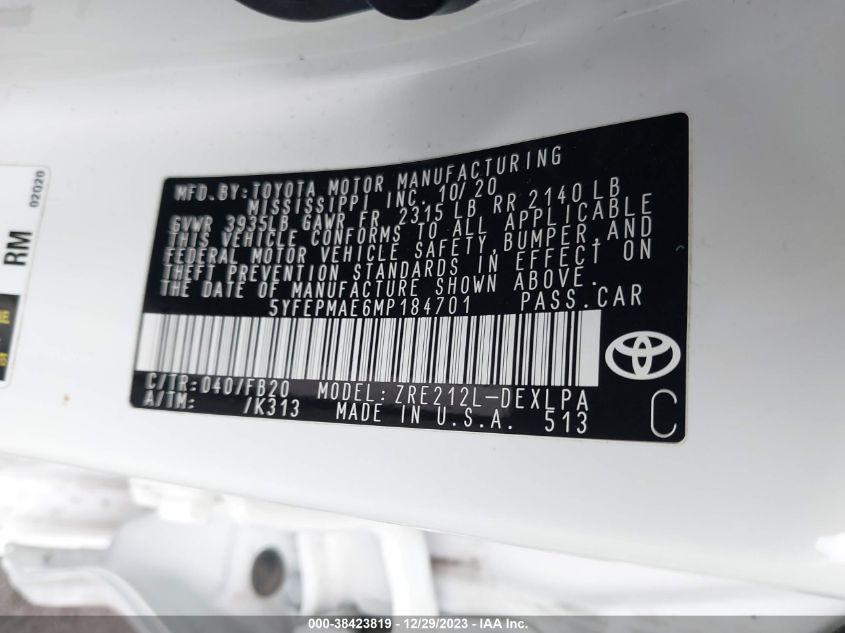 02020
RM
MFD.BY: TOYOTA MOTOR MANUFACTURING
MISSISSIPPI INC. 10/20
GVWR 3935LB GAWR FR 2315 LB RR 2140 LB
THIS VEHICLE CONFORMS TO ALL APPLICABLE
FEDERAL MOTOR VEHICLE SAFETY, BUMPER, AND
THEFT PREVENTION STANDARDS IN EFFECT ON
THE DATE OF MANUFACTURE SHOWN ABOVE.
5YFEPMAE6MP184701 PASS.CAR
C/TR: 040/FB20 MODEL: ZRE212L-DEXLPA
A/TM: /K313 MADE IN U.S.A. 513
C
000-38423819 - 12/29/2023 - IAA Inc.